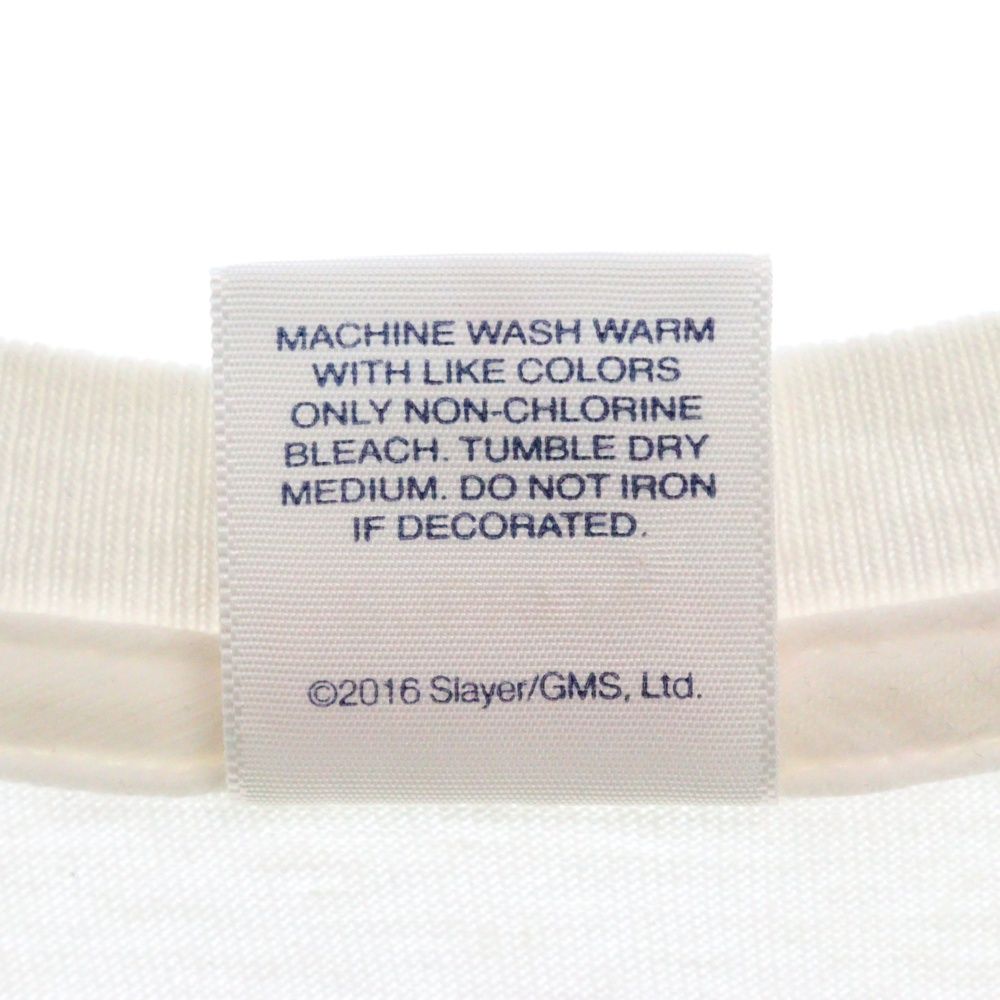 MACHINE WASH WARM
WITH LIKE COLORS
ONLY NON-CHLORINE
BLEACH. TUMBLE DRY
MEDIUM. DO NOT IRON
IF DECORATED.
©2016 Slayer/GMS, Ltd.